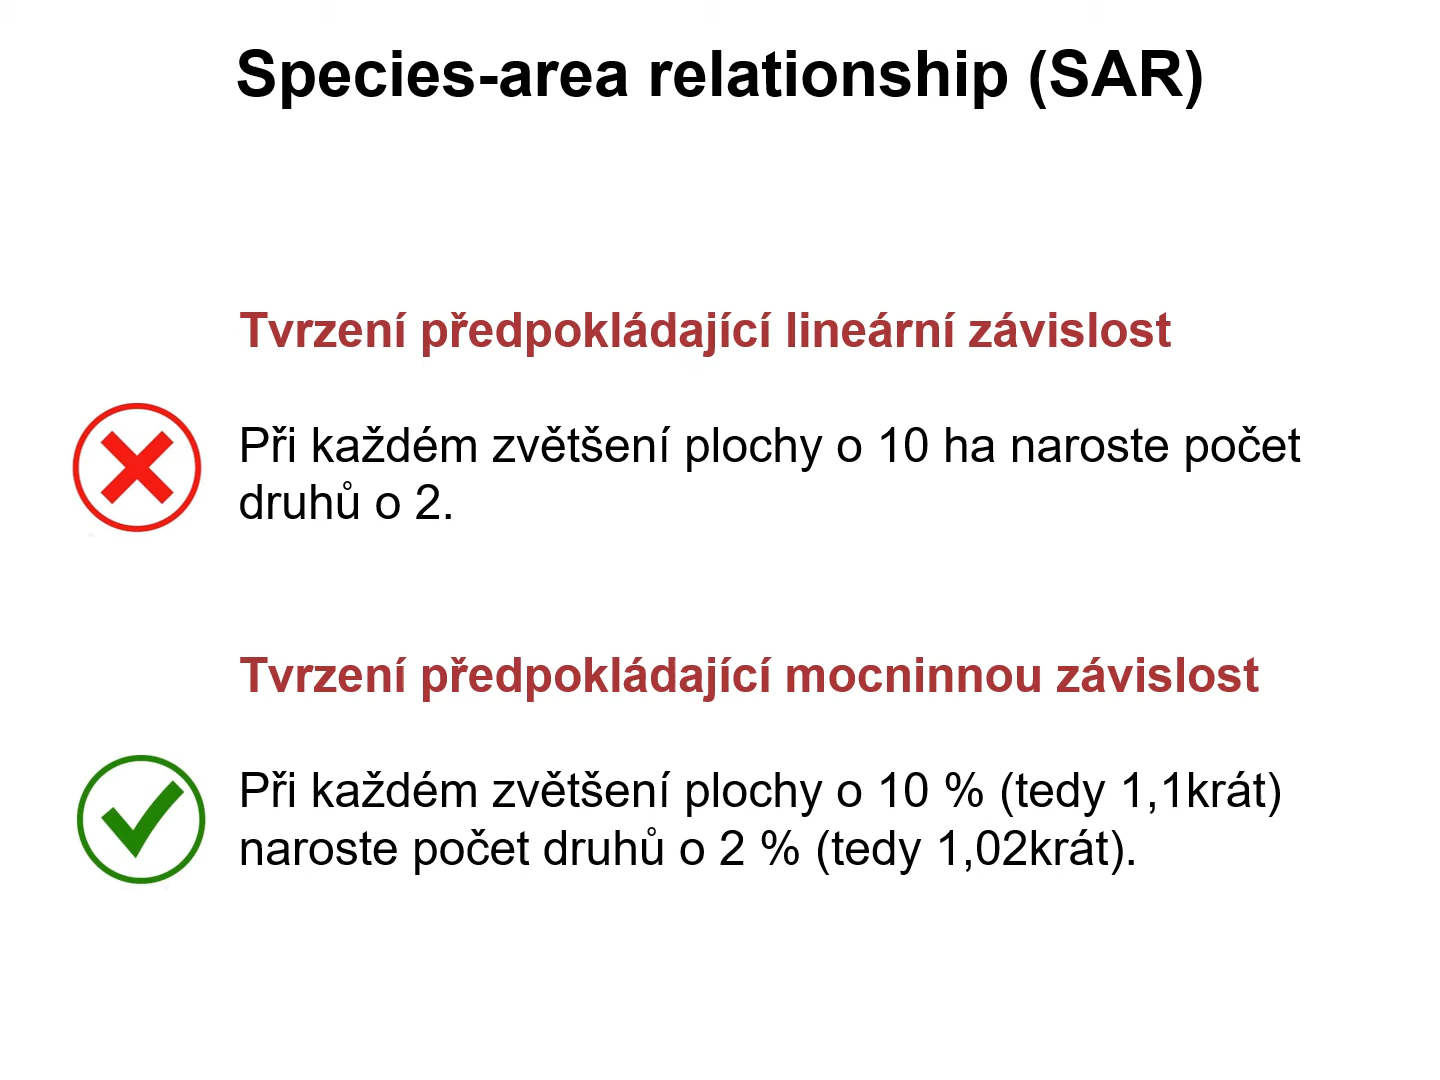 Species-area relationship (SAR)
Tvrzení předpokládající lineární závislost
Při každém zvětšení plochy o 10 ha naroste počet
druhů o 2.
Tvrzení předpokládající mocninnou závislost
Při každém zvětšení plochy o 10 % (tedy 1,1krát)
naroste počet druhů o 2 % (tedy 1,02krát).